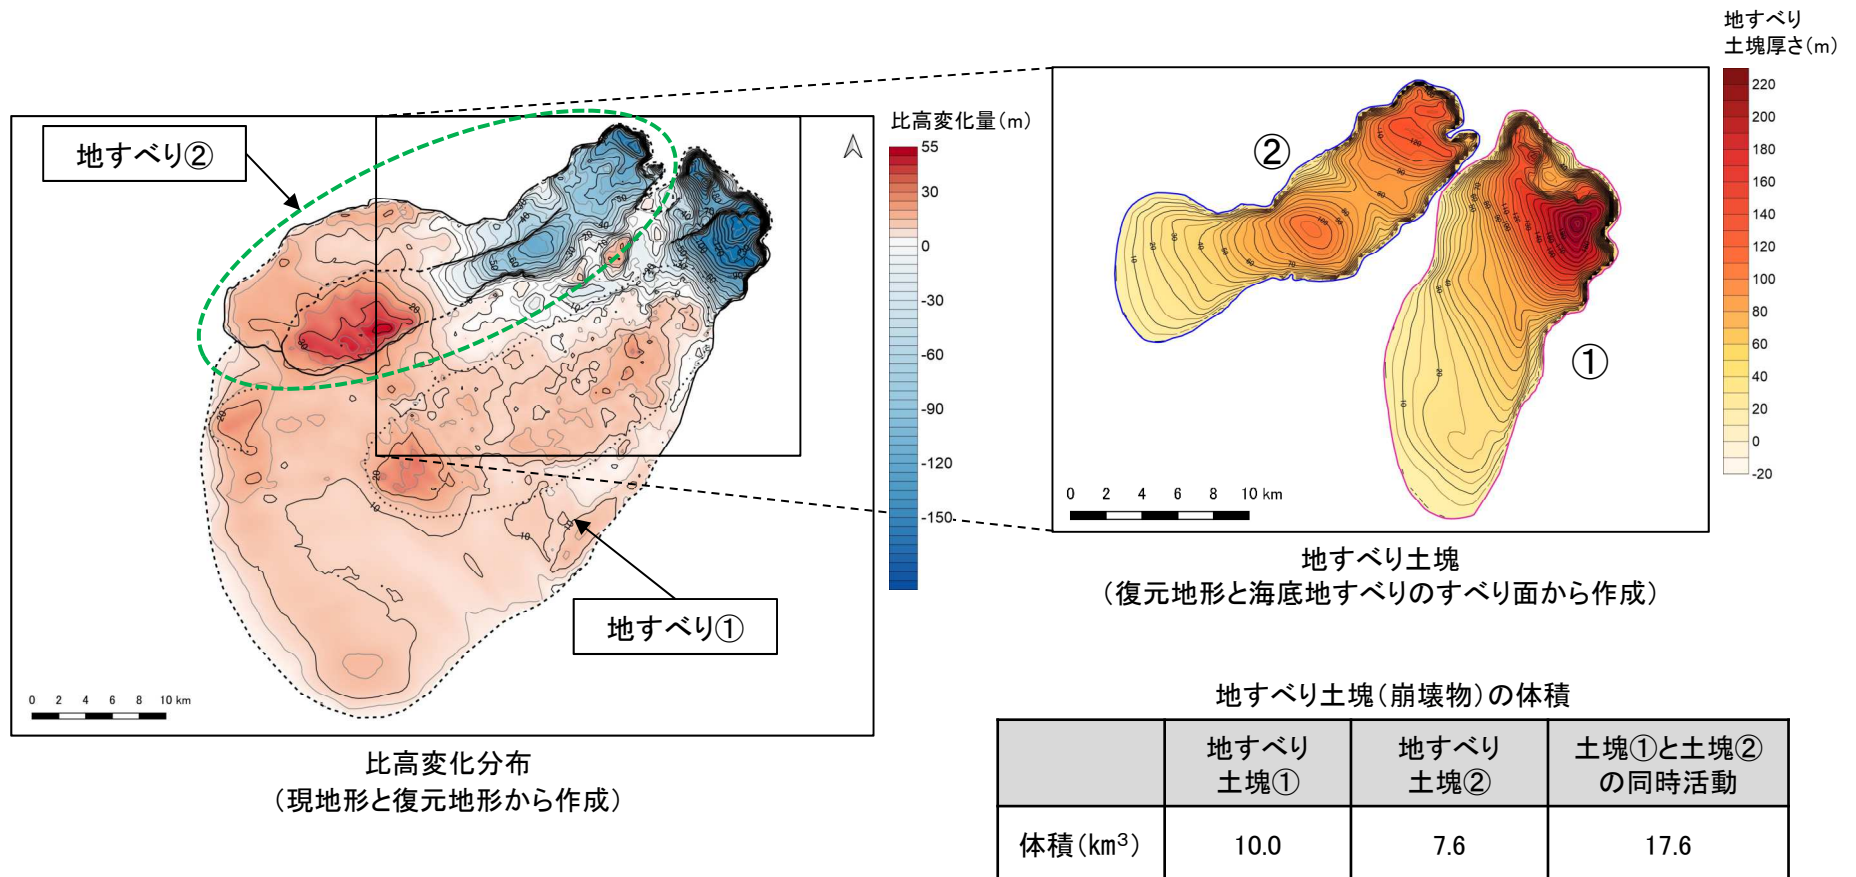 地すべり
土塊厚さ(m)
220
200
180
160
140
120
100
80
60
40
20
0
-20
②
①
0 2 4 6 8 10 km
地すべり土塊
(復元地形と海底地すべりのすべり面から作成)
比高変化量(m)
55
30
0
-30
-60
-90
-120
-150
地すべり②
地すべり①
0 2 4 6 8 10 km
比高変化分布
(現地形と復元地形から作成)
地すべり土塊(崩壊物)の体積
地すべり
土塊①
地すべり
土塊②
土塊①と土塊②
の同時活動
体積(km³) 10.0 7.6 17.6